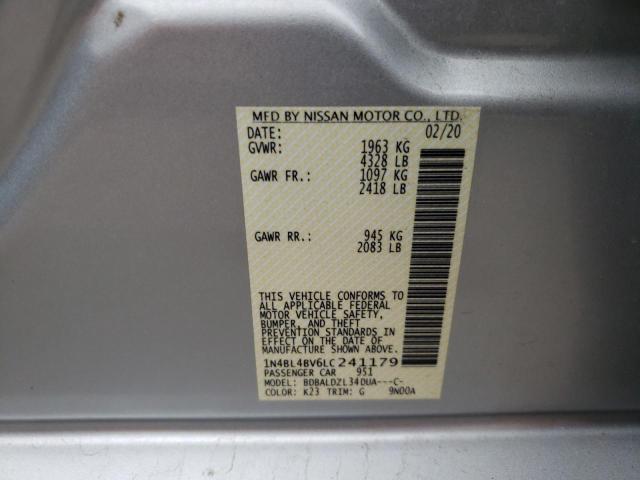 MFD BY NISSAN MOTOR CO., LTD.
DATE: 02/20
GVWR: 1963 KG
4328 LB
GAWR FR.: 1097 KG
2418 LB
GAWR RR.: 945 KG
2083 LB
THIS VEHICLE CONFORMS TO
ALL APPLICABLE FEDERAL
MOTOR VEHICLE SAFETY,
BUMPER, AND THEFT
PREVENTION STANDARDS IN
EFFECT ON THE DATE OF
MANUFACTURE SHOWN ABOVE.
1N4BL4BV6LC241179
PASSENGER CAR 951
MODEL: BDBALDZL34DUA---C-
COLOR: K23 TRIM: G 9N00A